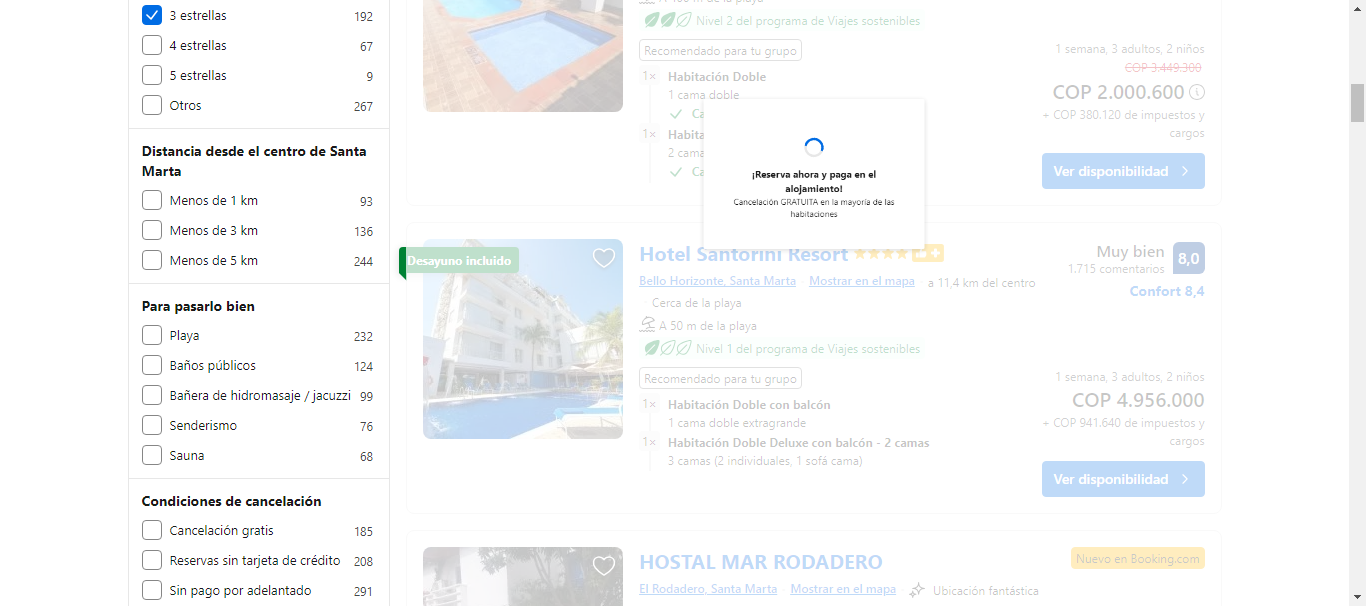 3 estrellas 192
4 estrellas 67
5 estrellas 9
Otros 267
Distancia desde el centro de Santa
Marta
Menos de 1 km 93
Menos de 3 km 136
Menos de 5 km 244
Para pasarlo bien
Playa 232
Baños públicos 124
Bañera de hidromasaje / jacuzzi 99
Senderismo 76
Sauna 68
Condiciones de cancelación
Cancelación gratis 185
Reservas sin tarjeta de crédito 208
Sin pago por adelantado 291
Nivel 2 del programa de Viajes sostenibles
Recomendado para tu grupo
1× Habitación Doble
1 cama doble
Ca
1× Habita
2 cama
Ca
1 semana, 3 adultos, 2 niños
COP 3.449.300
COP 2.000.600
+ COP 380.120 de impuestos y
cargos
Ver disponibilidad
¡Reserva ahora y paga en el
alojamiento!
Cancelación GRATUITA en la mayoría de las
habitaciones
Desayuno incluido
Hotel Santorini Resort
Bello Horizonte, Santa Marta Mostrar en el mapa a 11,4 km del centro
Cerca de la playa
A 50 m de la playa
Nivel 1 del programa de Viajes sostenibles
Recomendado para tu grupo
1× Habitación Doble con balcón
1 cama doble extragrande
1× Habitación Doble Deluxe con balcón - 2 camas
3 camas (2 individuales, 1 sofá cama)
Muy bien 8,0
1.715 comentarios
Confort 8,4
1 semana, 3 adultos, 2 niños
COP 4.956.000
+ COP 941.640 de impuestos y
cargos
Ver disponibilidad
HOSTAL MAR RODADERO
Nuevo en Booking.com
El Rodadero, Santa Marta Mostrar en el mapa Ubicación fantástica